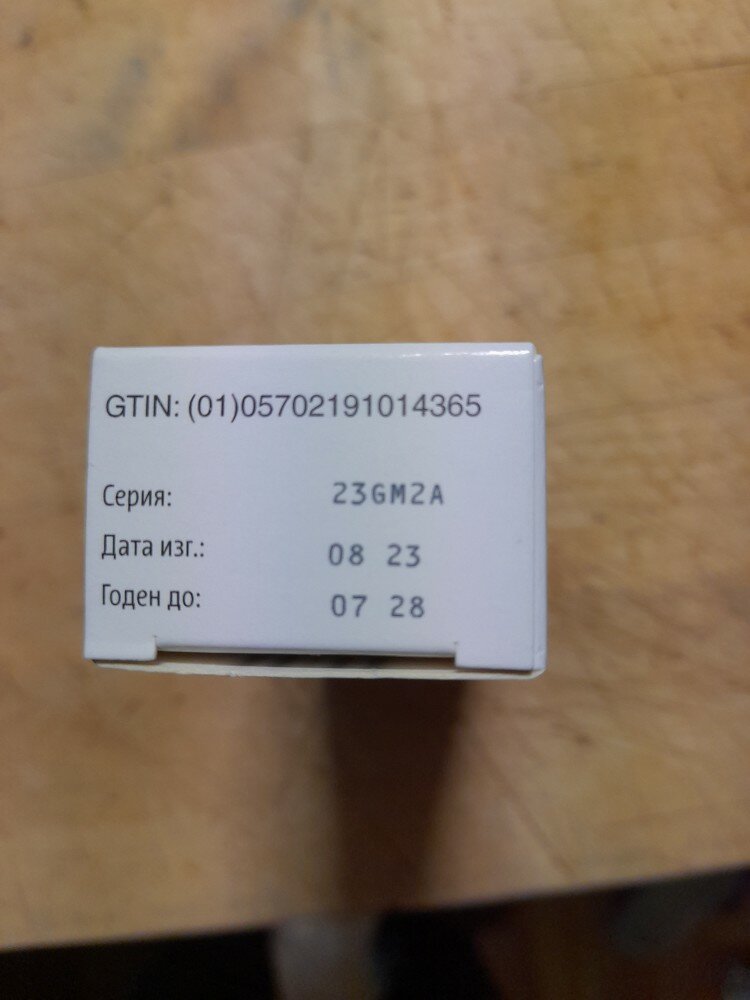 GTIN: (01)05702191014365
Серия: 23GM2A
Дата изг.: 08 23
Годен до: 07 28